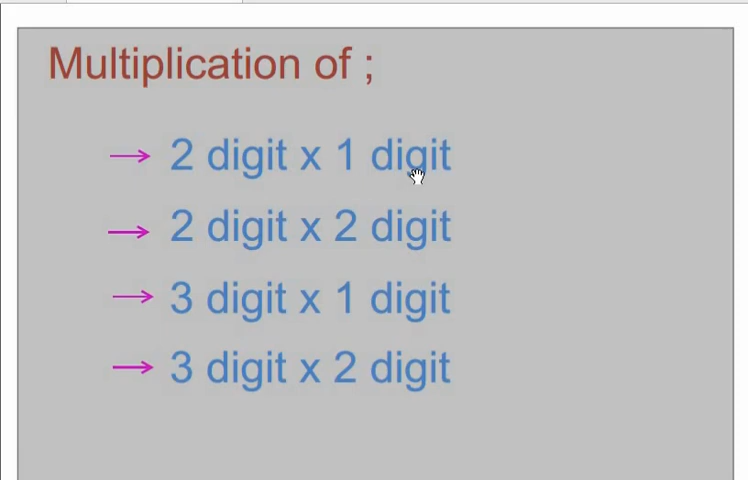 Multiplication of ;
→ 2 digit x 1 digit
→ 2 digit x 2 digit
→ 3 digit x 1 digit
→ 3 digit x 2 digit